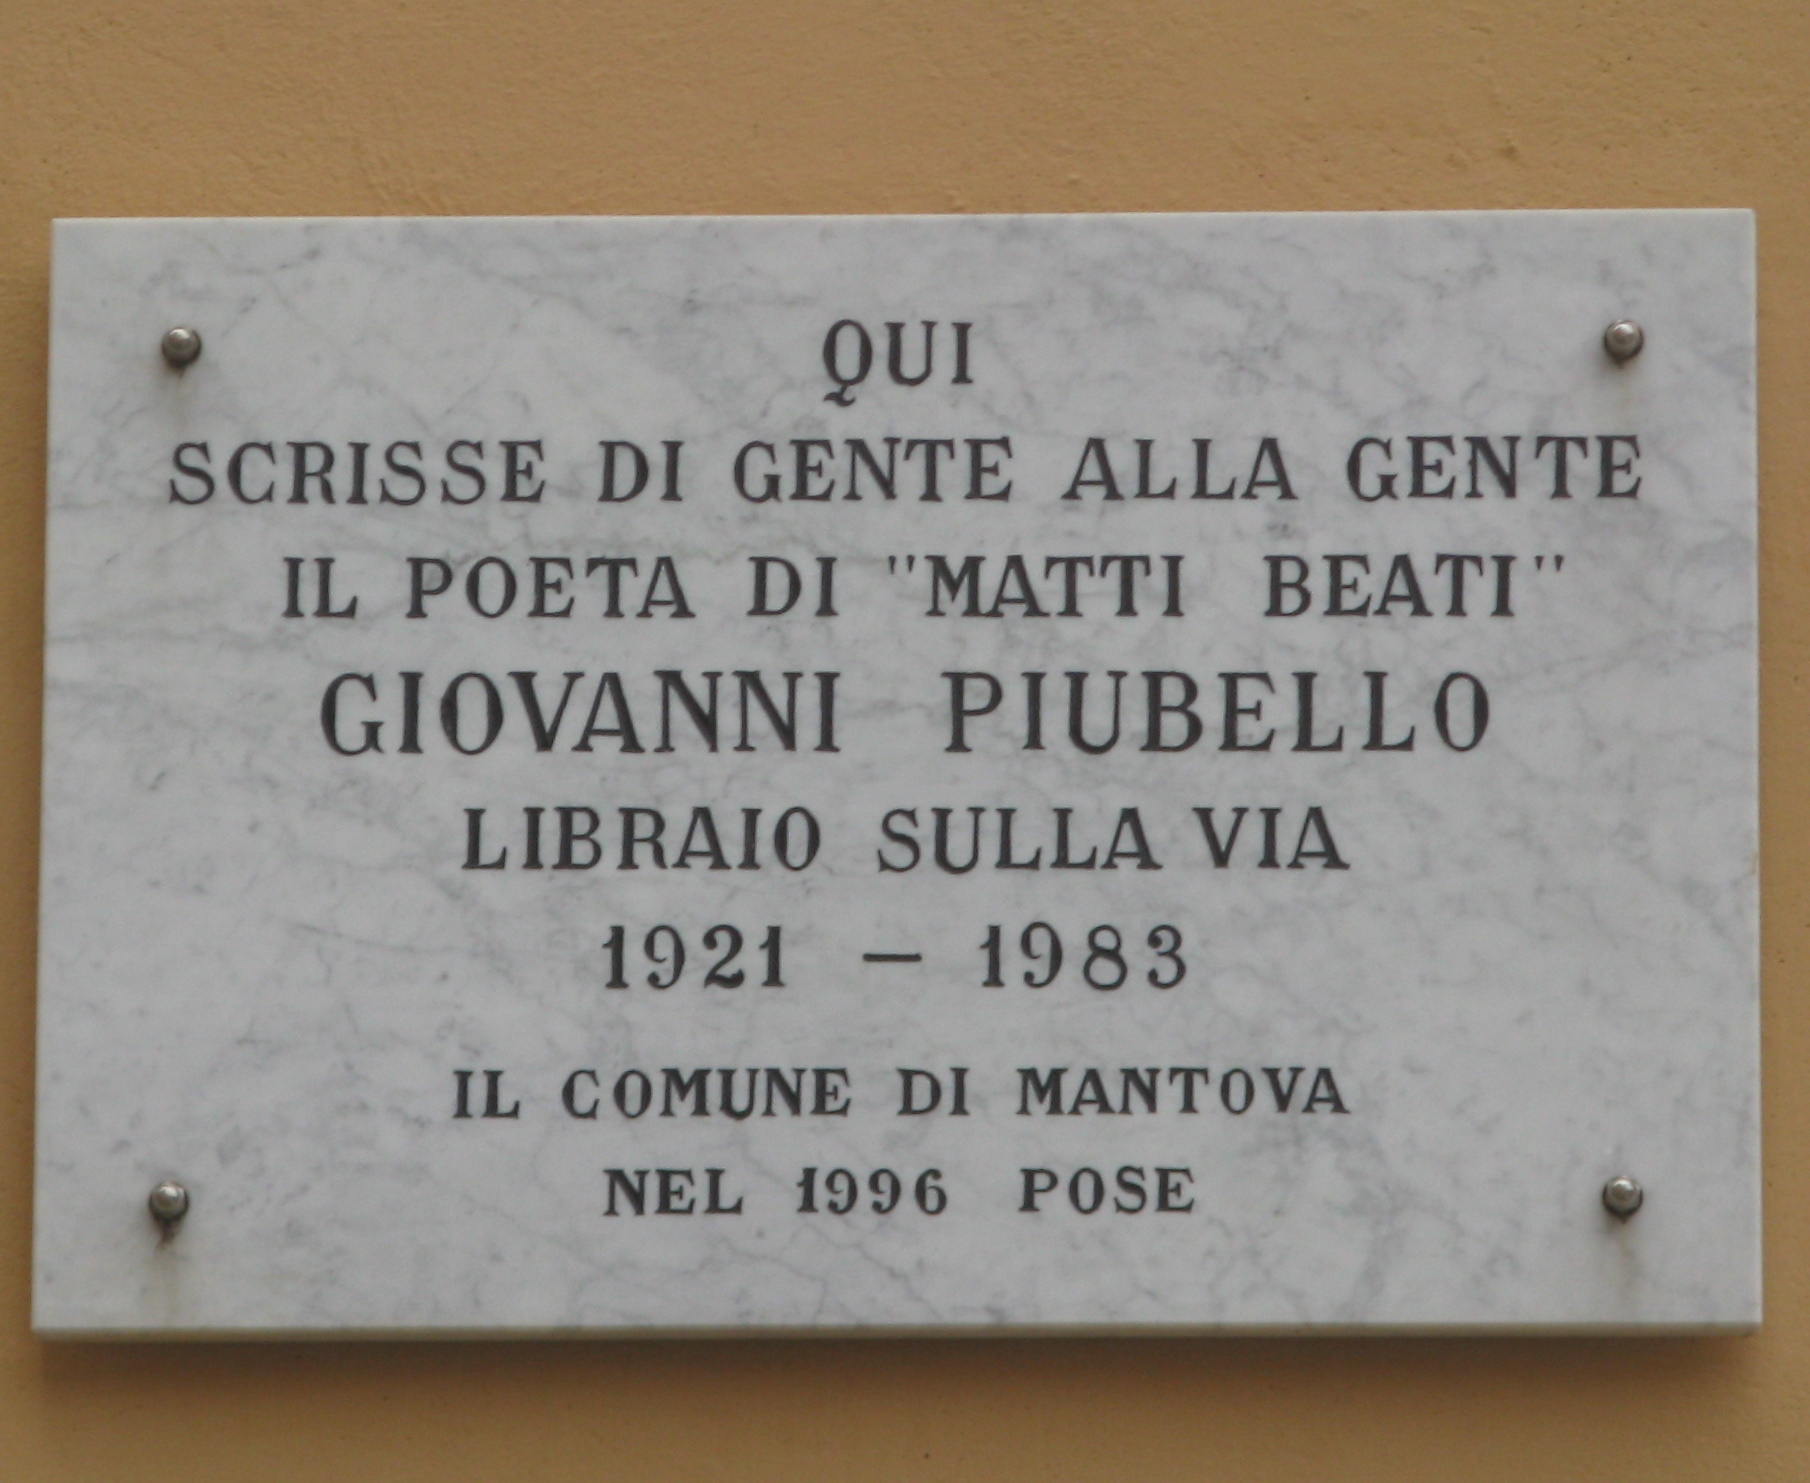 QUI
SCRISSE DI GENTE ALLA GENTE
IL POETA DI "MATTI BEATI"
GIOVANNI PIUBELLO
LIBRAIO SULLA VIA
1921 – 1983
IL COMUNE DI MANTOVA
NEL 1996 POSE